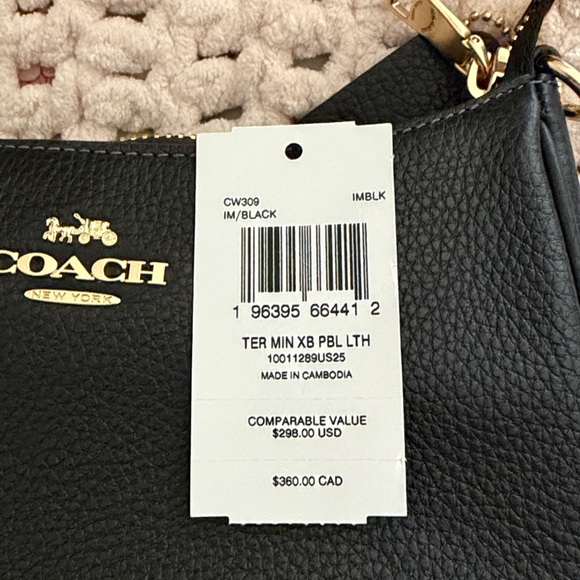 COACH
NEW YORK
CW309 IMBLK
IM/BLACK
1 96395 66441 2
TER MIN XB PBL LTH
10011289US25
MADE IN CAMBODIA
COMPARABLE VALUE
$298.00 USD
$360.00 CAD